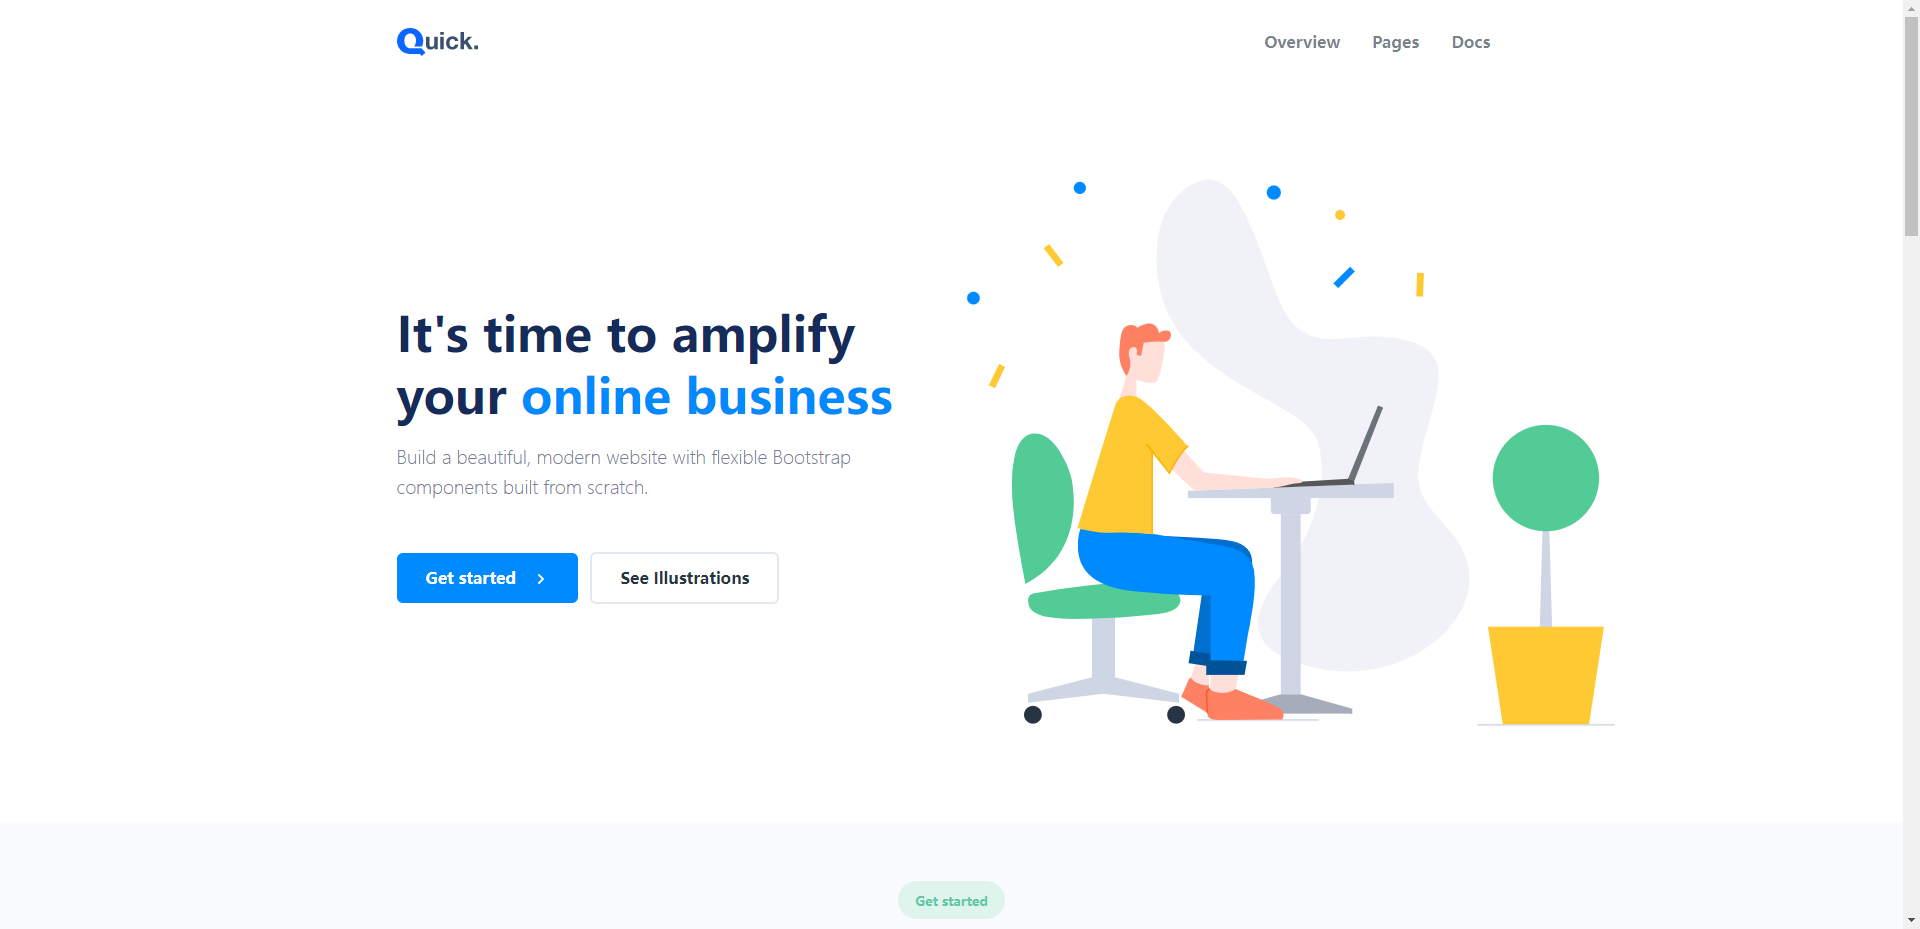 Quick.
Overview Pages Docs
It's time to amplify
your online business
Build a beautiful, modern website with flexible Bootstrap
components built from scratch.
Get started
See Illustrations
Get started